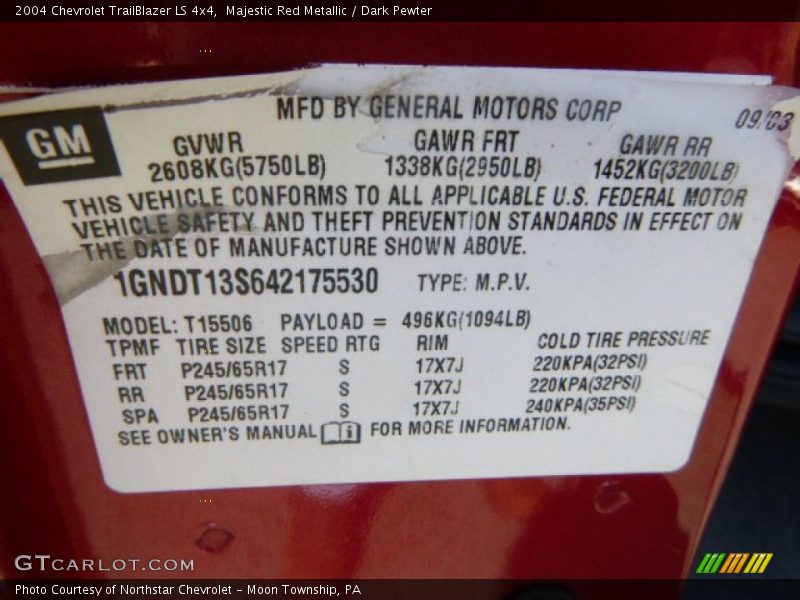 2004 Chevrolet TrailBlazer LS 4x4, Majestic Red Metallic / Dark Pewter
MFD BY GENERAL MOTORS CORP 09/03
GM
GVWR GAWR FRT GAWR RR
2608KG(5750LB) 1338KG(2950LB) 1452KG(3200LB)
THIS VEHICLE CONFORMS TO ALL APPLICABLE U.S. FEDERAL MOTOR
VEHICLE SAFETY AND THEFT PREVENTION STANDARDS IN EFFECT ON
THE DATE OF MANUFACTURE SHOWN ABOVE.
1GNDT13S642175530 TYPE: M.P.V.
MODEL: T15506 PAYLOAD = 496KG(1094LB)
TPMF TIRE SIZE SPEED RTG RIM COLD TIRE PRESSURE
FRT P245/65R17 S 17X7J 220KPA(32PSI)
RR P245/65R17 S 17X7J 220KPA(32PSI)
SPA P245/65R17 S 17X7J 240KPA(35PSI)
SEE OWNER'S MANUAL i FOR MORE INFORMATION.
GTCARLOT.COM
Photo Courtesy of Northstar Chevrolet - Moon Township, PA